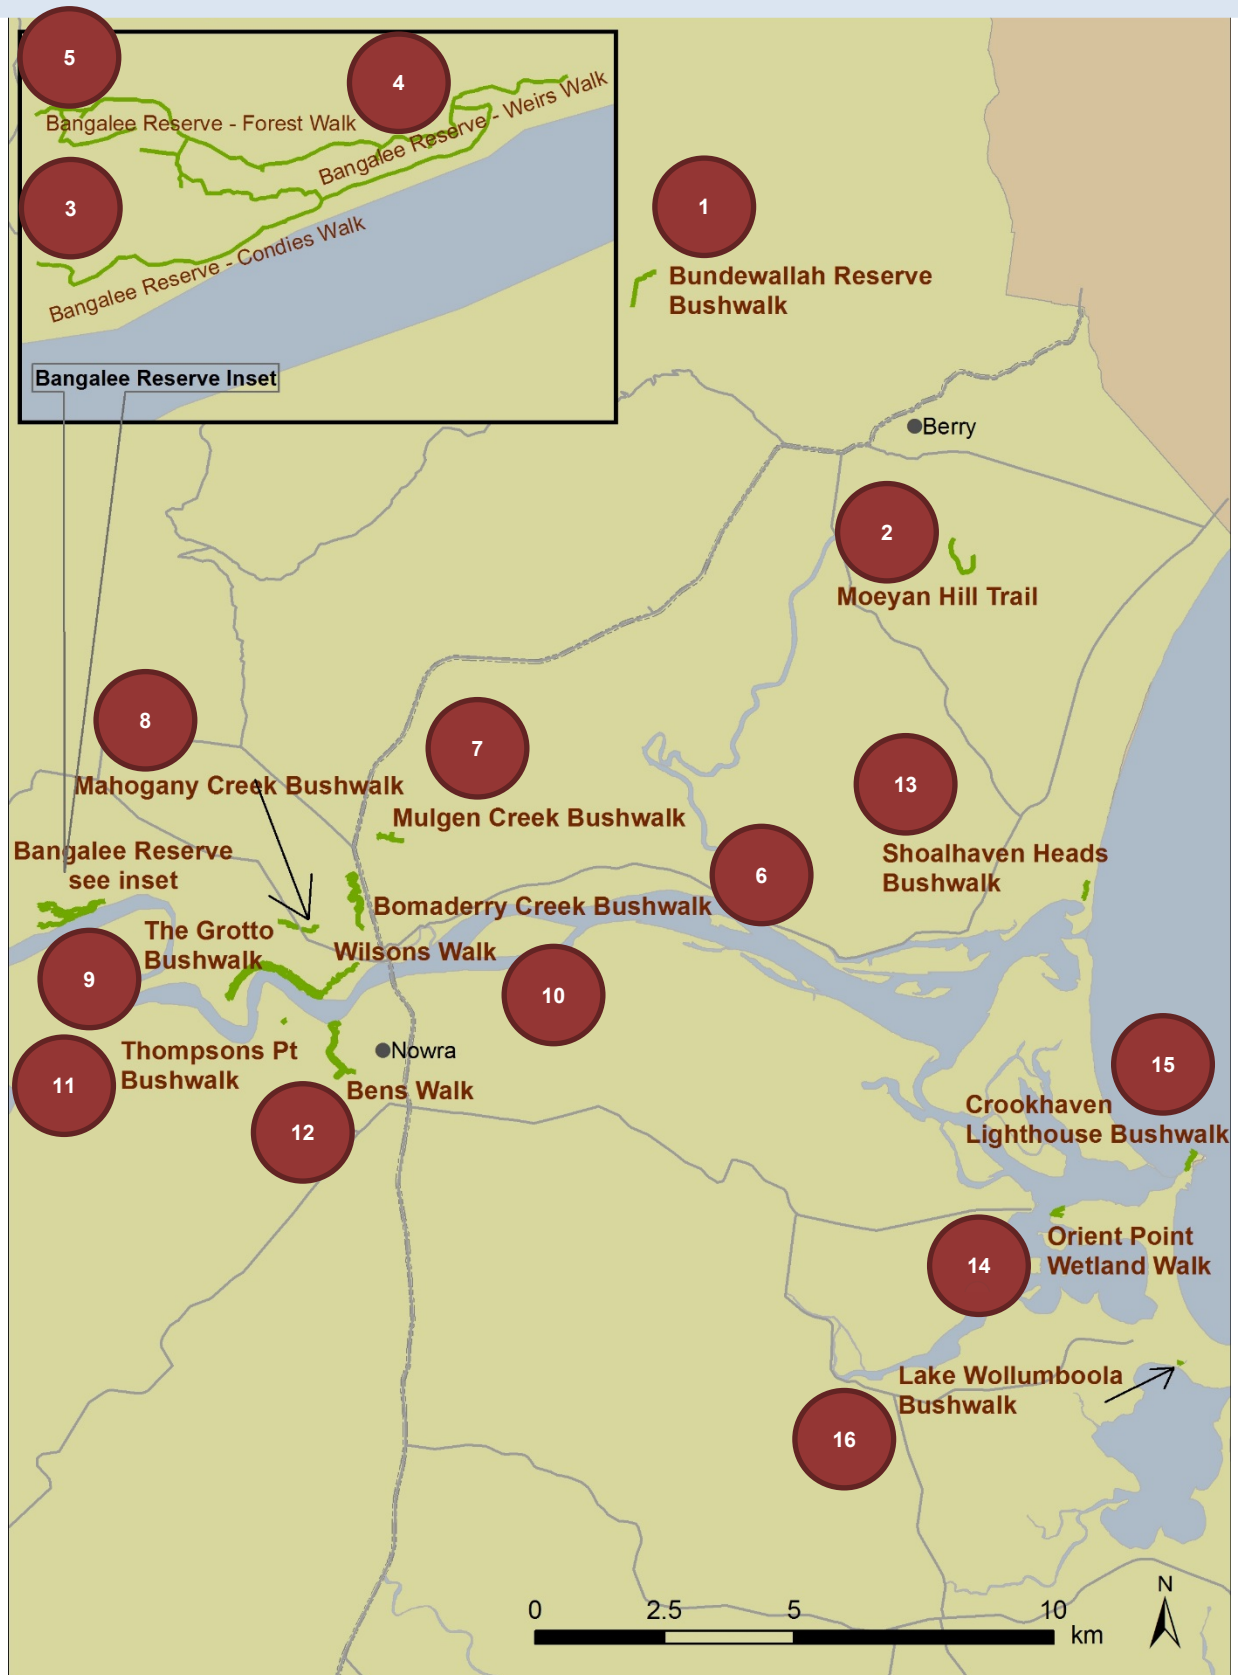 5
4
Bangalee Reserve - Forest Walk
Bangalee Reserve - Weirs Walk
3
Bangalee Reserve - Condies Walk
Bangalee Reserve Inset
1
Bundewallah Reserve
Bushwalk
Berry
2
Moeyan Hill Trail
8
Mahogany Creek Bushwalk
7
Mulgen Creek Bushwalk
13
Shoalhaven Heads
Bushwalk
Bangalee Reserve
see inset
6
Bomaderry Creek Bushwalk
The Grotto
Bushwalk
Wilsons Walk
9
10
Thompsons Pt
Bushwalk
11
Nowra
Bens Walk
12
15
Crookhaven
Lighthouse Bushwalk
14
Orient Point
Wetland Walk
Lake Wollumboola
Bushwalk
16
N
0 2.5 5 10
km